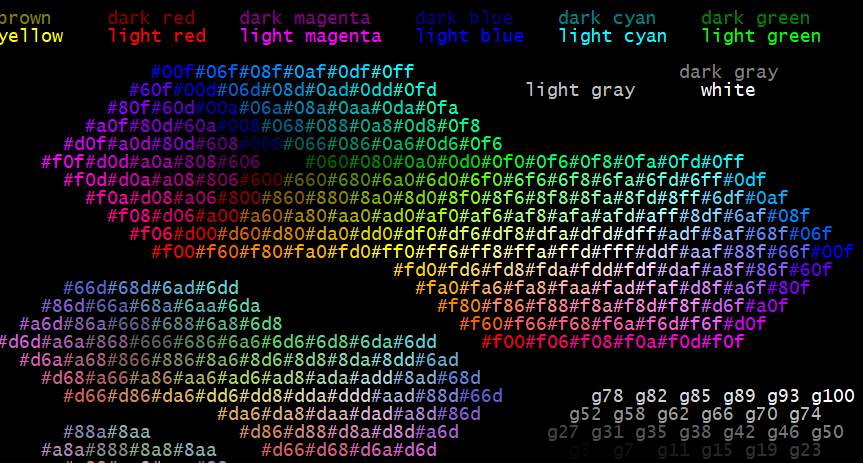 brown dark red dark magenta dark blue dark cyan dark green
yellow light red light magenta light blue light cyan light green
#00f#06f#08f#0af#0df#0ff dark gray
#60f#00d#06d#08d#0ad#0dd#0fd light gray white
#80f#60d#00a#06a#08a#0aa#0da#0fa
#a0f#80d#60a#008#068#088#0a8#0d8#0f8
#d0f#a0d#80d#608#006#066#086#0a6#0d6#0f6
#f0f#d0d#a0a#808#606 #060#080#0a0#0d0#0f0#0f6#0f8#0fa#0fd#0ff
#f0d#d0a#a08#806#600#660#680#6a0#6d0#6f0#6f6#6f8#6fa#6fd#6ff#0df
#f0a#d08#a06#800#860#880#8a0#8d0#8f0#8f6#8f8#8fa#8fd#8ff#6df#0af
#f08#d06#a00#a60#a80#aa0#ad0#af0#af6#af8#afa#afd#aff#8df#6af#08f
#f06#d00#d60#d80#da0#dd0#df0#df6#df8#dfa#dfd#dff#adf#8af#68f#06f
#f00#f60#f80#fa0#fd0#ff0#ff6#ff8#ffa#ffd#fff#ddf#aaf#88f#66f#00f
#fd0#fd6#fd8#fda#fdd#fdf#daf#a8f#86f#60f
#66d#68d#6ad#6dd #fa0#fa6#fa8#faa#fad#faf#d8f#a6f#80f
#86d#66a#68a#6aa#6da #f80#f86#f88#f8a#f8d#f8f#d6f#a0f
#a6d#86a#668#688#6a8#6d8 #f60#f66#f68#f6a#f6d#f6f#d0f
#d6d#a6a#868#666#686#6a6#6d6#6d8#6da#6dd #f00#f06#f08#f0a#f0d#f0f
#d6a#a68#866#886#8a6#8d6#8d8#8da#8dd#6ad
#d68#a66#a86#aa6#ad6#ad8#ada#add#8ad#68d
#d66#d86#da6#dd6#dd8#dda#ddd#aad#88d#66d g78 g82 g85 g89 g93 g100
#da6#da8#daa#dad#a8d#86d g52 g58 g62 g66 g70 g74
#88a#8aa #d86#d88#d8a#d8d#a6d g27 g31 g35 g38 g42 g46 g50
#a8a#888#8a8#8aa #d66#d68#d6a#d6d g3 g7 g11 g15 g19 g23